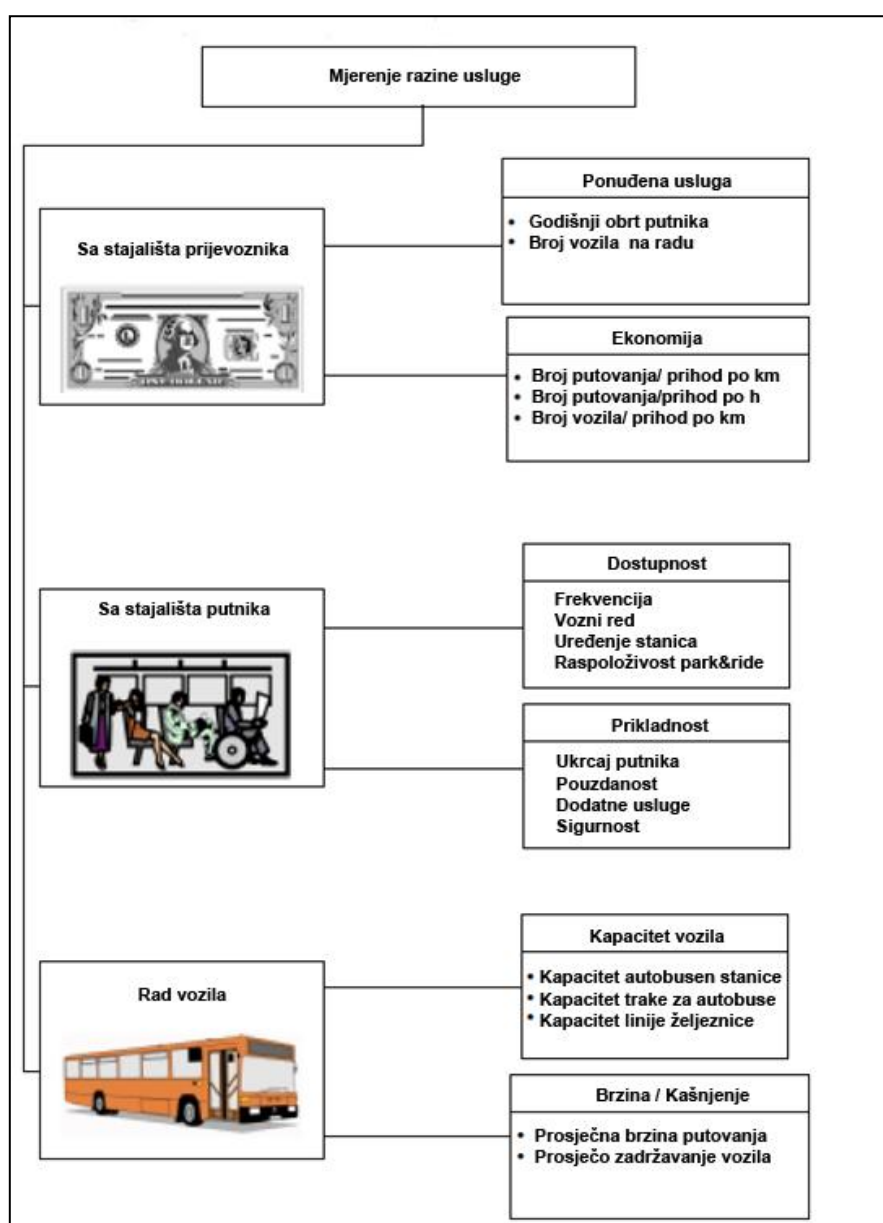 Mjerenje razine usluge
Sa stajališta prijevoznika
Ponuđena usluga
• Godišnji obrt putnika
• Broj vozila na radu
Ekonomija
• Broj putovanja/ prihod po km
• Broj putovanja/prihod po h
• Broj vozila/ prihod po km
Sa stajališta putnika
Dostupnost
Frekvencija
Vozni red
Uređenje stanica
Raspoloživost park&ride
Prikladnost
Ukrcaj putnika
Pouzdanost
Dodatne usluge
Sigurnost
Rad vozila
Kapacitet vozila
• Kapacitet autobusen stanice
• Kapacitet trake za autobuse
• Kapacitet linije željeznice
Brzina / Kašnjenje
• Prosječna brzina putovanja
• Prosječo zadržavanje vozila